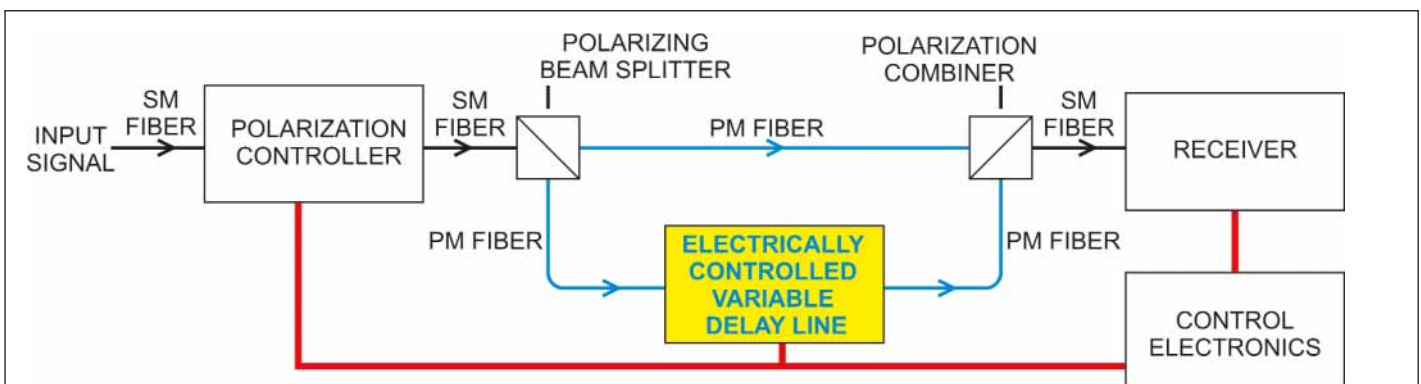 INPUT
SIGNAL
SM
FIBER
POLARIZATION
CONTROLLER
SM
FIBER
POLARIZING
BEAM SPLITTER
PM FIBER
POLARIZATION
COMBINER
SM
FIBER
RECEIVER
PM FIBER
ELECTRICALLY
CONTROLLED
VARIABLE
DELAY LINE
PM FIBER
CONTROL
ELECTRONICS